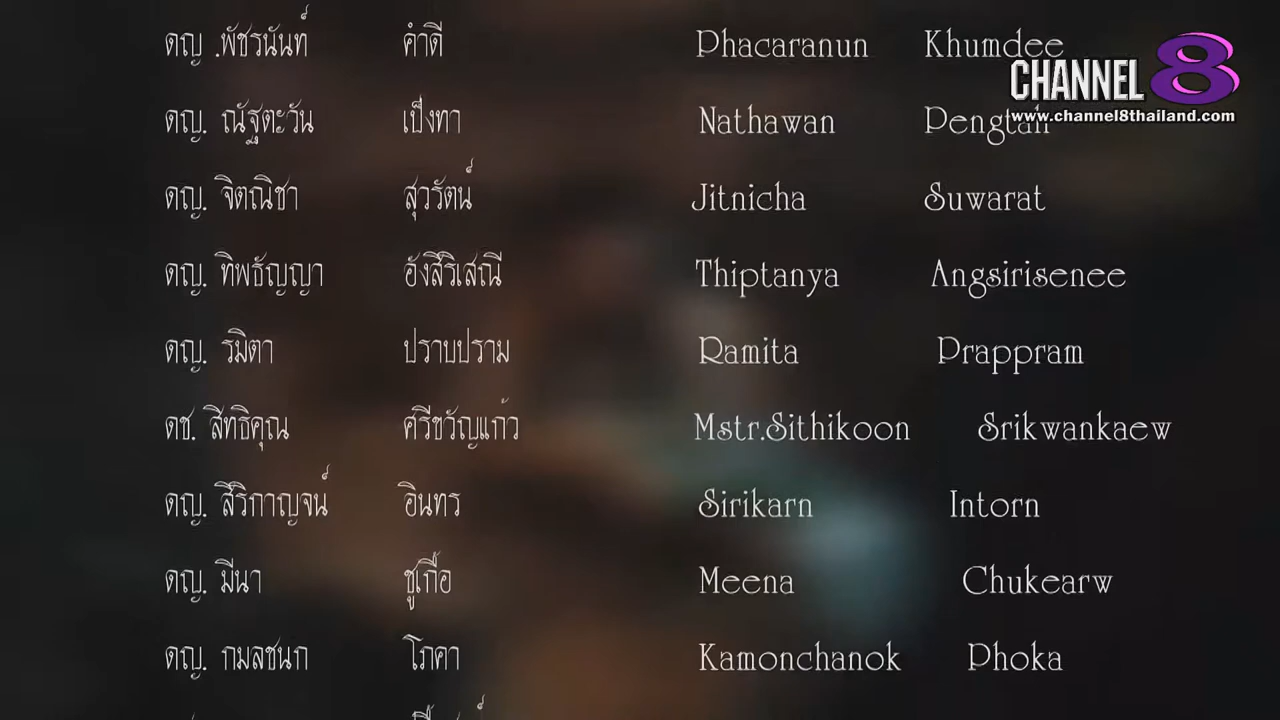 ดญ .พัชรนันท์ คำดี Phacaranun Khumdee
CHANNEL 8
www.channel8thailand.com
ดญ. ณัฐตะวัน เป็งทา Nathawan Pengtah
ดญ. จิตณิชา สุวรัตน์ Jitnicha Suwarat
ดญ. ทิพธัญญา อังสิริเสณี Thiptanya Angsirisenee
ดญ. รมิตา ปราบปราม Ramita Prappram
ดช. สิทธิคุณ ศรีขวัญแก้ว Mstr.Sithikoon Srikwankaew
ดญ. สิริกาญจน์ อินทร Sirikarn Intorn
ดญ. มีนา ชูเกื้อ Meena Chukearw
ดญ. กมลชนก โภคา Kamonchanok Phoka